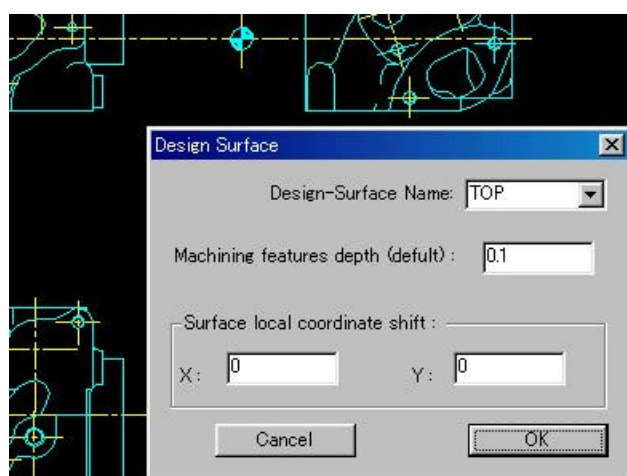 Design Surface
Design-Surface Name: TOP
Machining features depth (defult) : 0.1
Surface local coordinate shift :
X : 0 Y : 0
Cancel OK